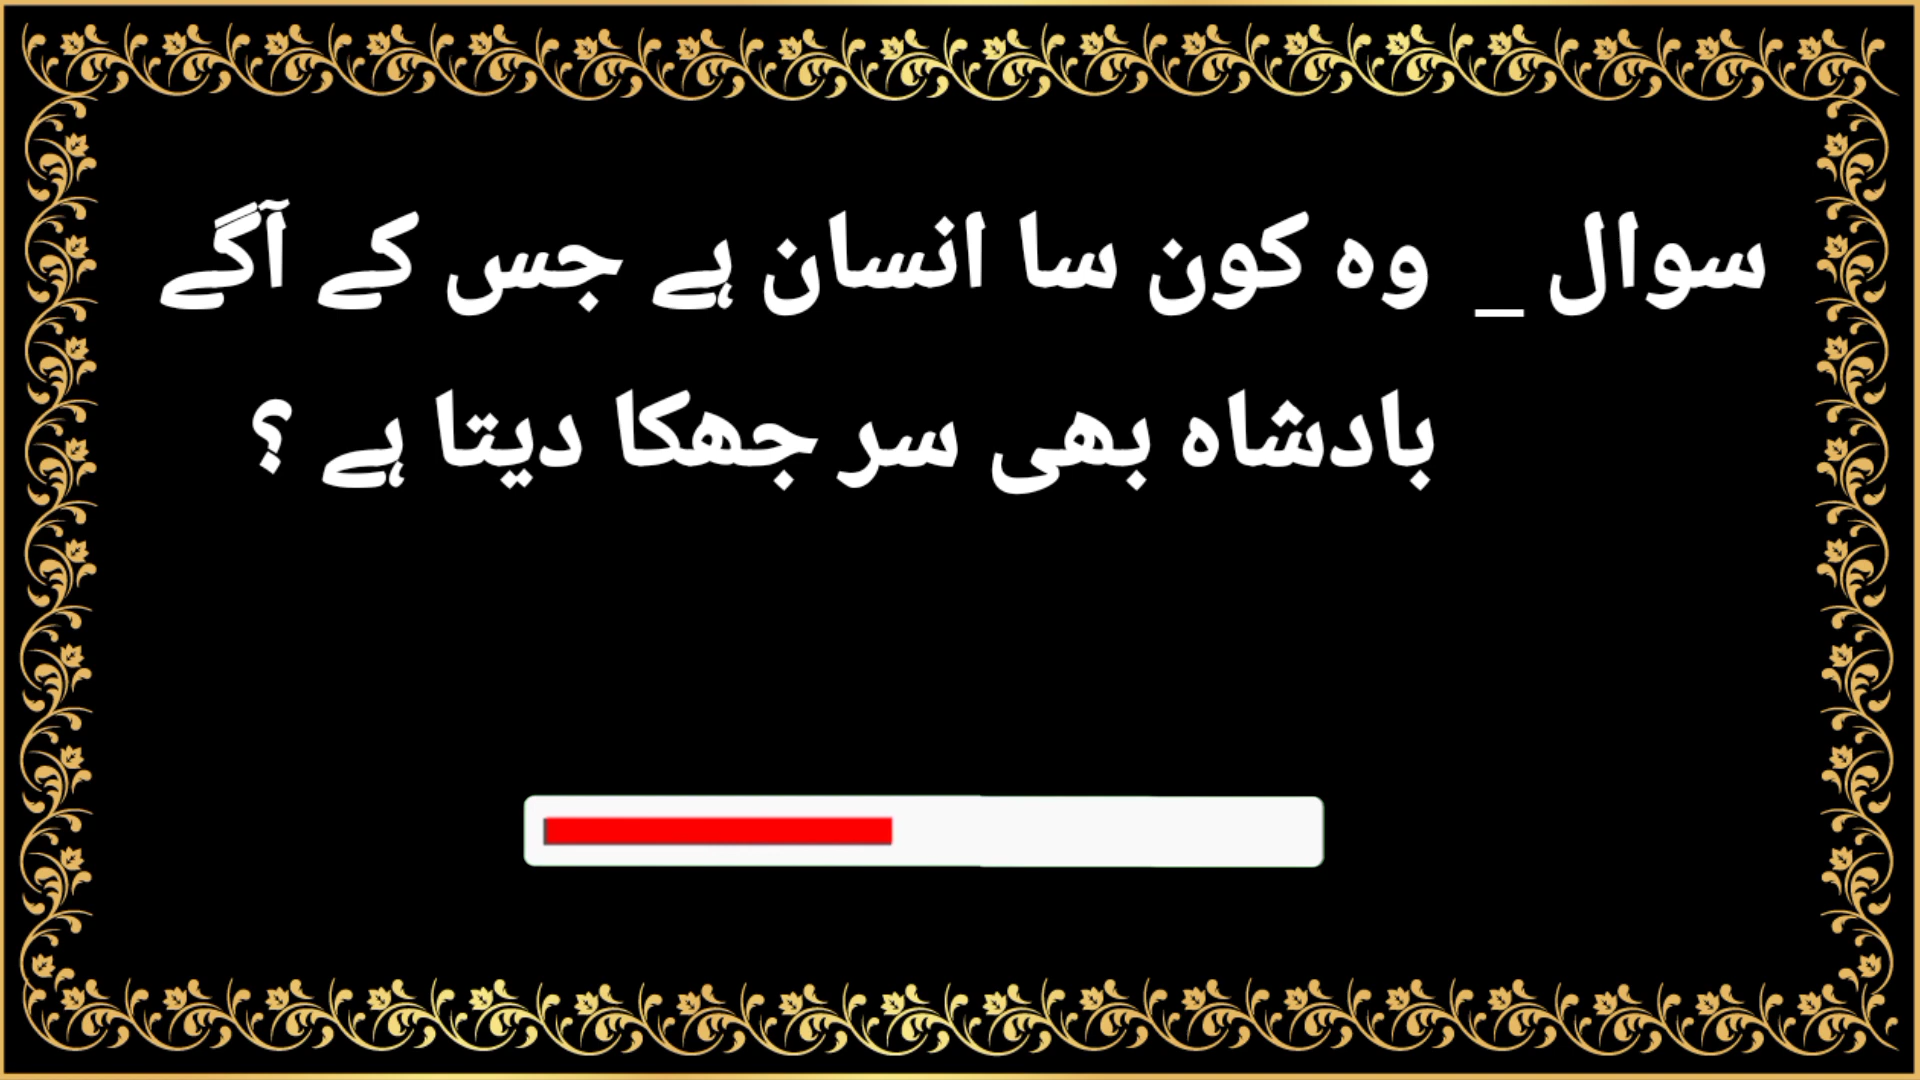 سوال _ وہ کون سا انسان ہے جس کے آگے
بادشاہ بھی سر جھکا دیتا ہے ؟